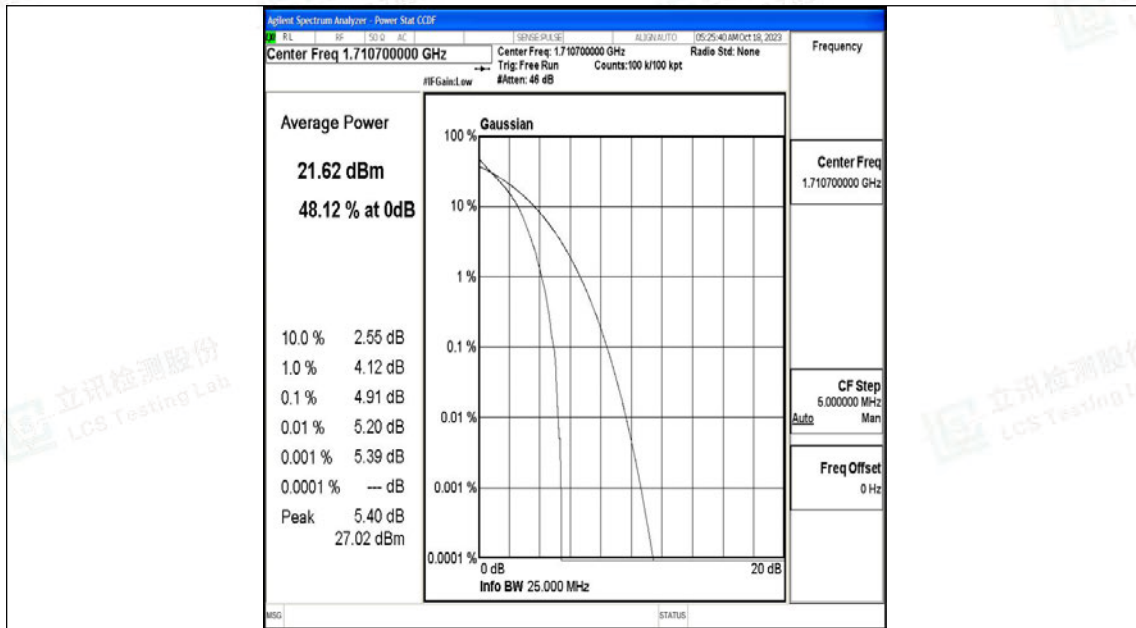 Agilent Spectrum Analyzer - Power Stat CCDF
RL RF 50 Ω AC SENSE:PULSE ALIGNAUTO 05:25:40 AM Oct 18, 2023
Center Freq 1.710700000 GHz
Center Freq: 1.710700000 GHz Radio Std: None
Trig: Free Run Counts:100 k/100 kpt
#IFGain:Low #Atten: 46 dB
Frequency
Average Power
21.62 dBm
48.12 % at 0dB
10.0 % 2.55 dB
1.0 % 4.12 dB
0.1 % 4.91 dB
0.01 % 5.20 dB
0.001 % 5.39 dB
0.0001 % --- dB
Peak 5.40 dB
27.02 dBm
Gaussian
100 %
10 %
1 %
0.1 %
0.01 %
0.001 %
0.0001 %
0 dB 20 dB
Info BW 25.000 MHz
Center Freq
1.710700000 GHz
CF Step
5.000000 MHz
Auto Man
Freq Offset
0 Hz
MSG STATUS
立讯检测股份
LCS Testing Lab
立讯检测股份
LCS Testing L